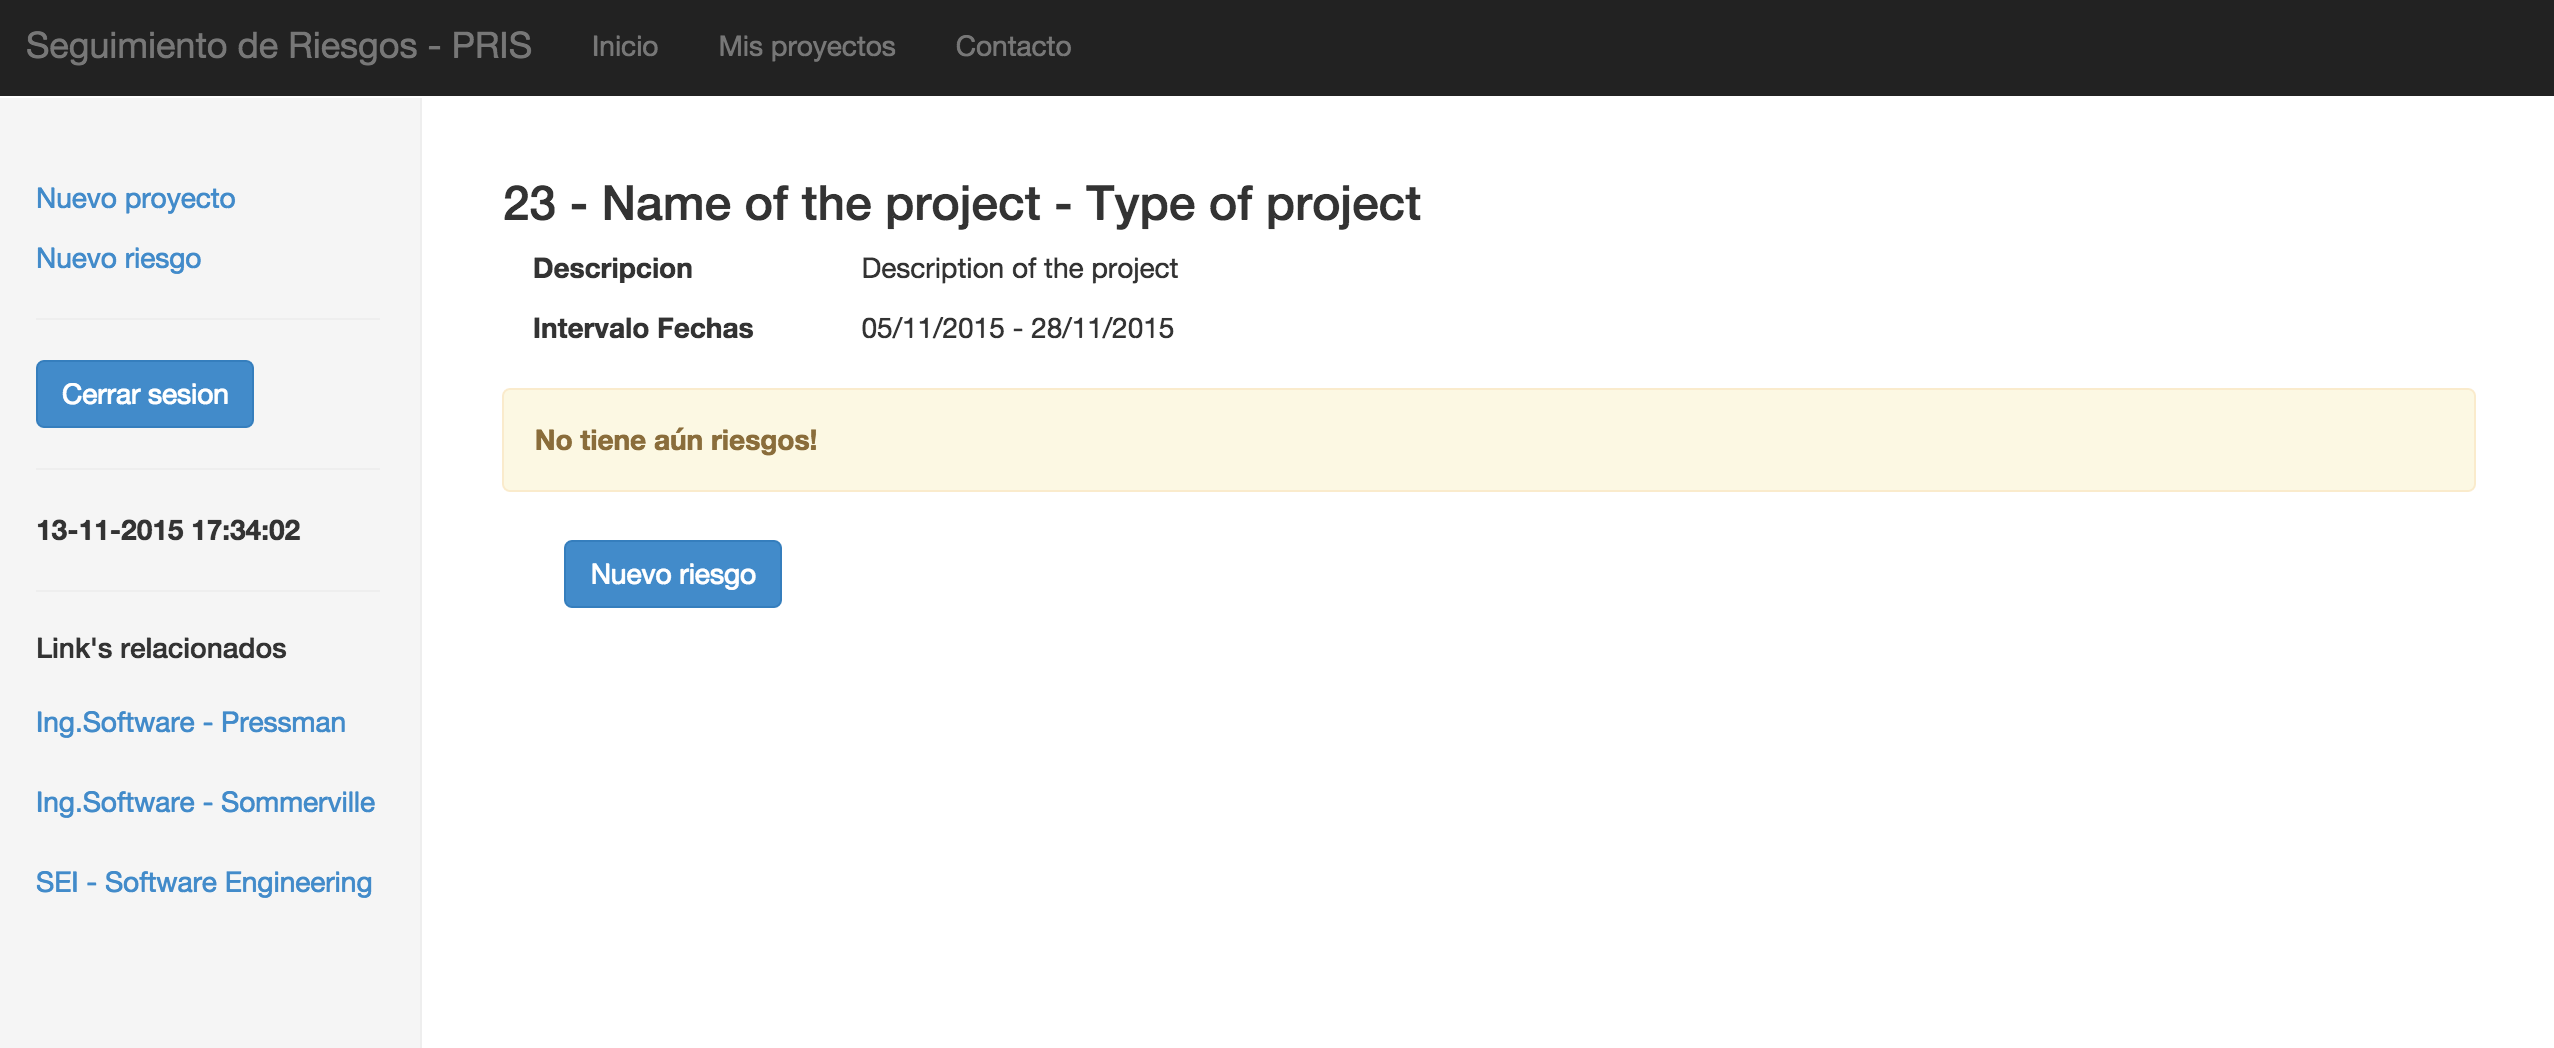 Seguimiento de Riesgos - PRIS Inicio Mis proyectos Contacto
Nuevo proyecto
Nuevo riesgo
Cerrar sesion
13-11-2015 17:34:02
Link's relacionados
Ing.Software - Pressman
Ing.Software - Sommerville
SEI - Software Engineering
23 - Name of the project - Type of project
Descripcion Description of the project
Intervalo Fechas 05/11/2015 - 28/11/2015
No tiene aún riesgos!
Nuevo riesgo